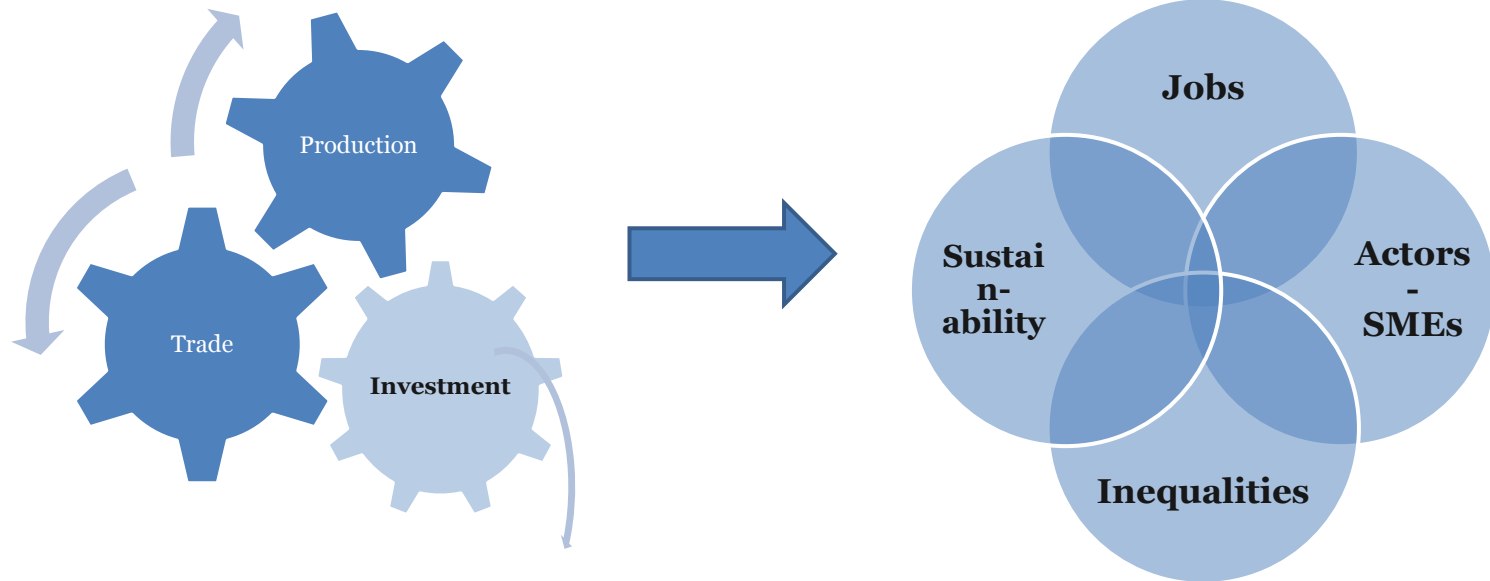 Production
Trade
Investment
Jobs
Sustai
n-
ability
Actors
-
SMEs
Inequalities